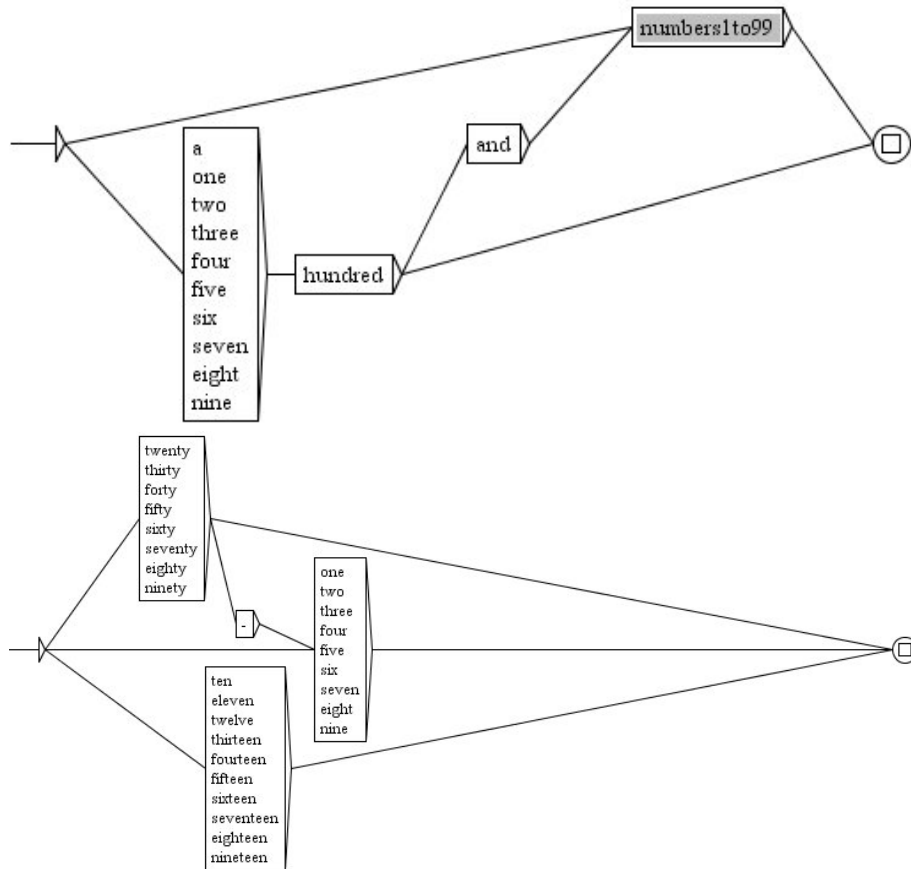 numbers1to99
and
a
one
two
three
four
five
six
seven
eight
nine
hundred
twenty
thirty
forty
fifty
sixty
seventy
eighty
ninety
-
one
two
three
four
five
six
seven
eight
nine
ten
eleven
twelve
thirteen
fourteen
fifteen
sixteen
seventeen
eighteen
nineteen